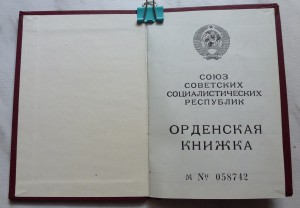 СОЮЗ
СОВЕТСКИХ
СОЦИАЛИСТИЧЕСКИХ
РЕСПУБЛИК
ОРДЕНСКАЯ
КНИЖКА
М № 058742